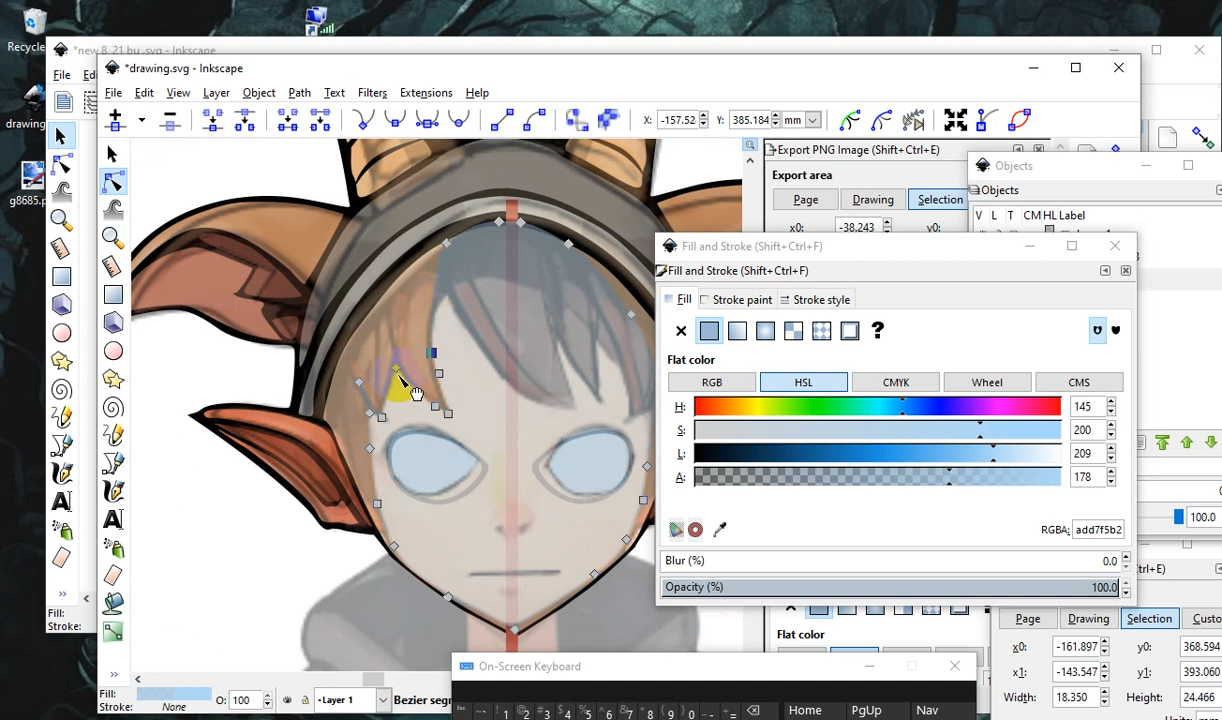 Recycle
*new 8_21 bu .svg - Inkscape
*drawing.svg - Inkscape
File
File Edit View Layer Object Path Text Filters Extensions Help
X: -157.52 Y: 385.184 mm
drawing
g8685.p
Export PNG Image (Shift+Ctrl+E)
Export area
Page Drawing Selection
x0: -38.243 y0:
Objects
Objects
V L T CM HL Label
Fill and Stroke (Shift+Ctrl+F)
Fill and Stroke (Shift+Ctrl+F)
Fill Stroke paint Stroke style
?
Flat color
RGB HSL CMYK Wheel CMS
H: 145
S: 200
L: 209
A: 178
RGBA: add7f5b2
Blur (%) 0.0
Opacity (%) 100.0
100.0
trl+E)
Page Drawing Selection Custo
x0: -161.897 y0: 368.594
x1: -143.547 y1: 393.060
Width: 18.350 Height: 24.466
Flat color
Fill:
Stroke:
Fill:
Stroke: None
O: 100
Layer 1
Bezier seg
On-Screen Keyboard
Home PgUp Nav